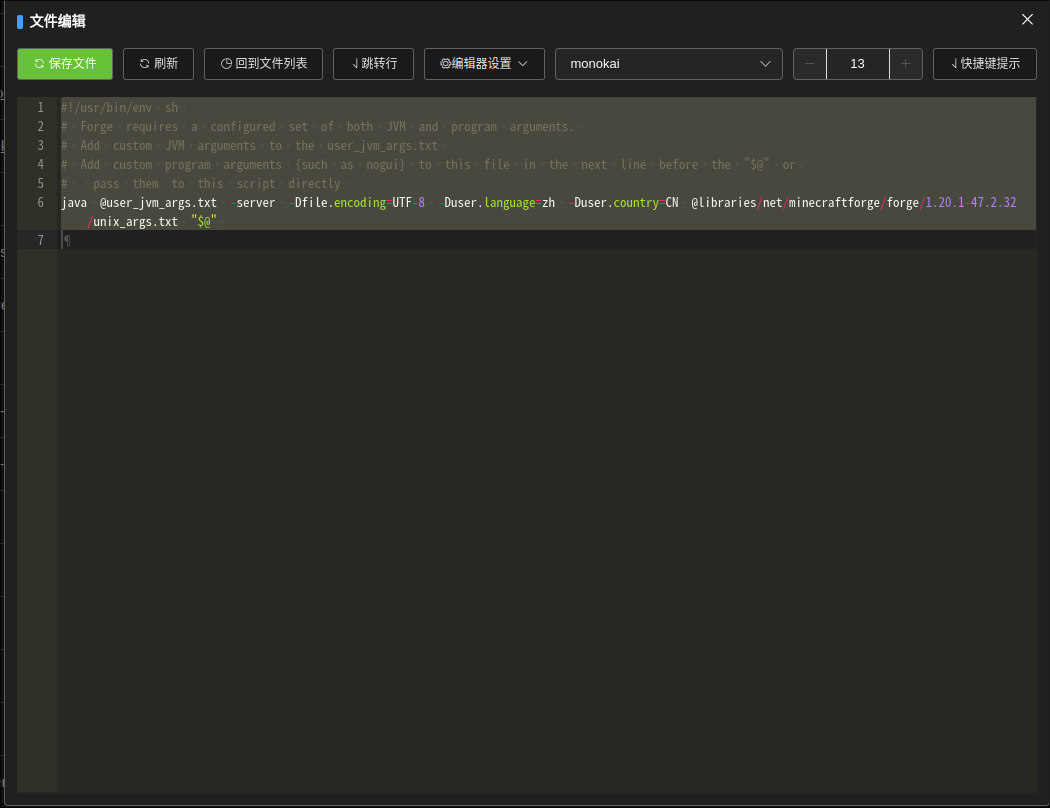 文件编辑
保存文件
刷新
回到文件列表
跳转行
编辑器设置
monokai
13
快捷键提示
1 #!/usr/bin/env sh
2 # Forge requires a configured set of both JVM and program arguments.
3 # Add custom JVM arguments to the user_jvm_args.txt
4 # Add custom program arguments {such as nogui} to this file in the next line before the "$@" or
5 #  pass them to this script directly
6 java @user_jvm_args.txt -server -Dfile.encoding=UTF-8 -Duser.language=zh -Duser.country=CN @libraries/net/minecraftforge/forge/1.20.1-47.2.32
/unix_args.txt "$@"
7 ¶